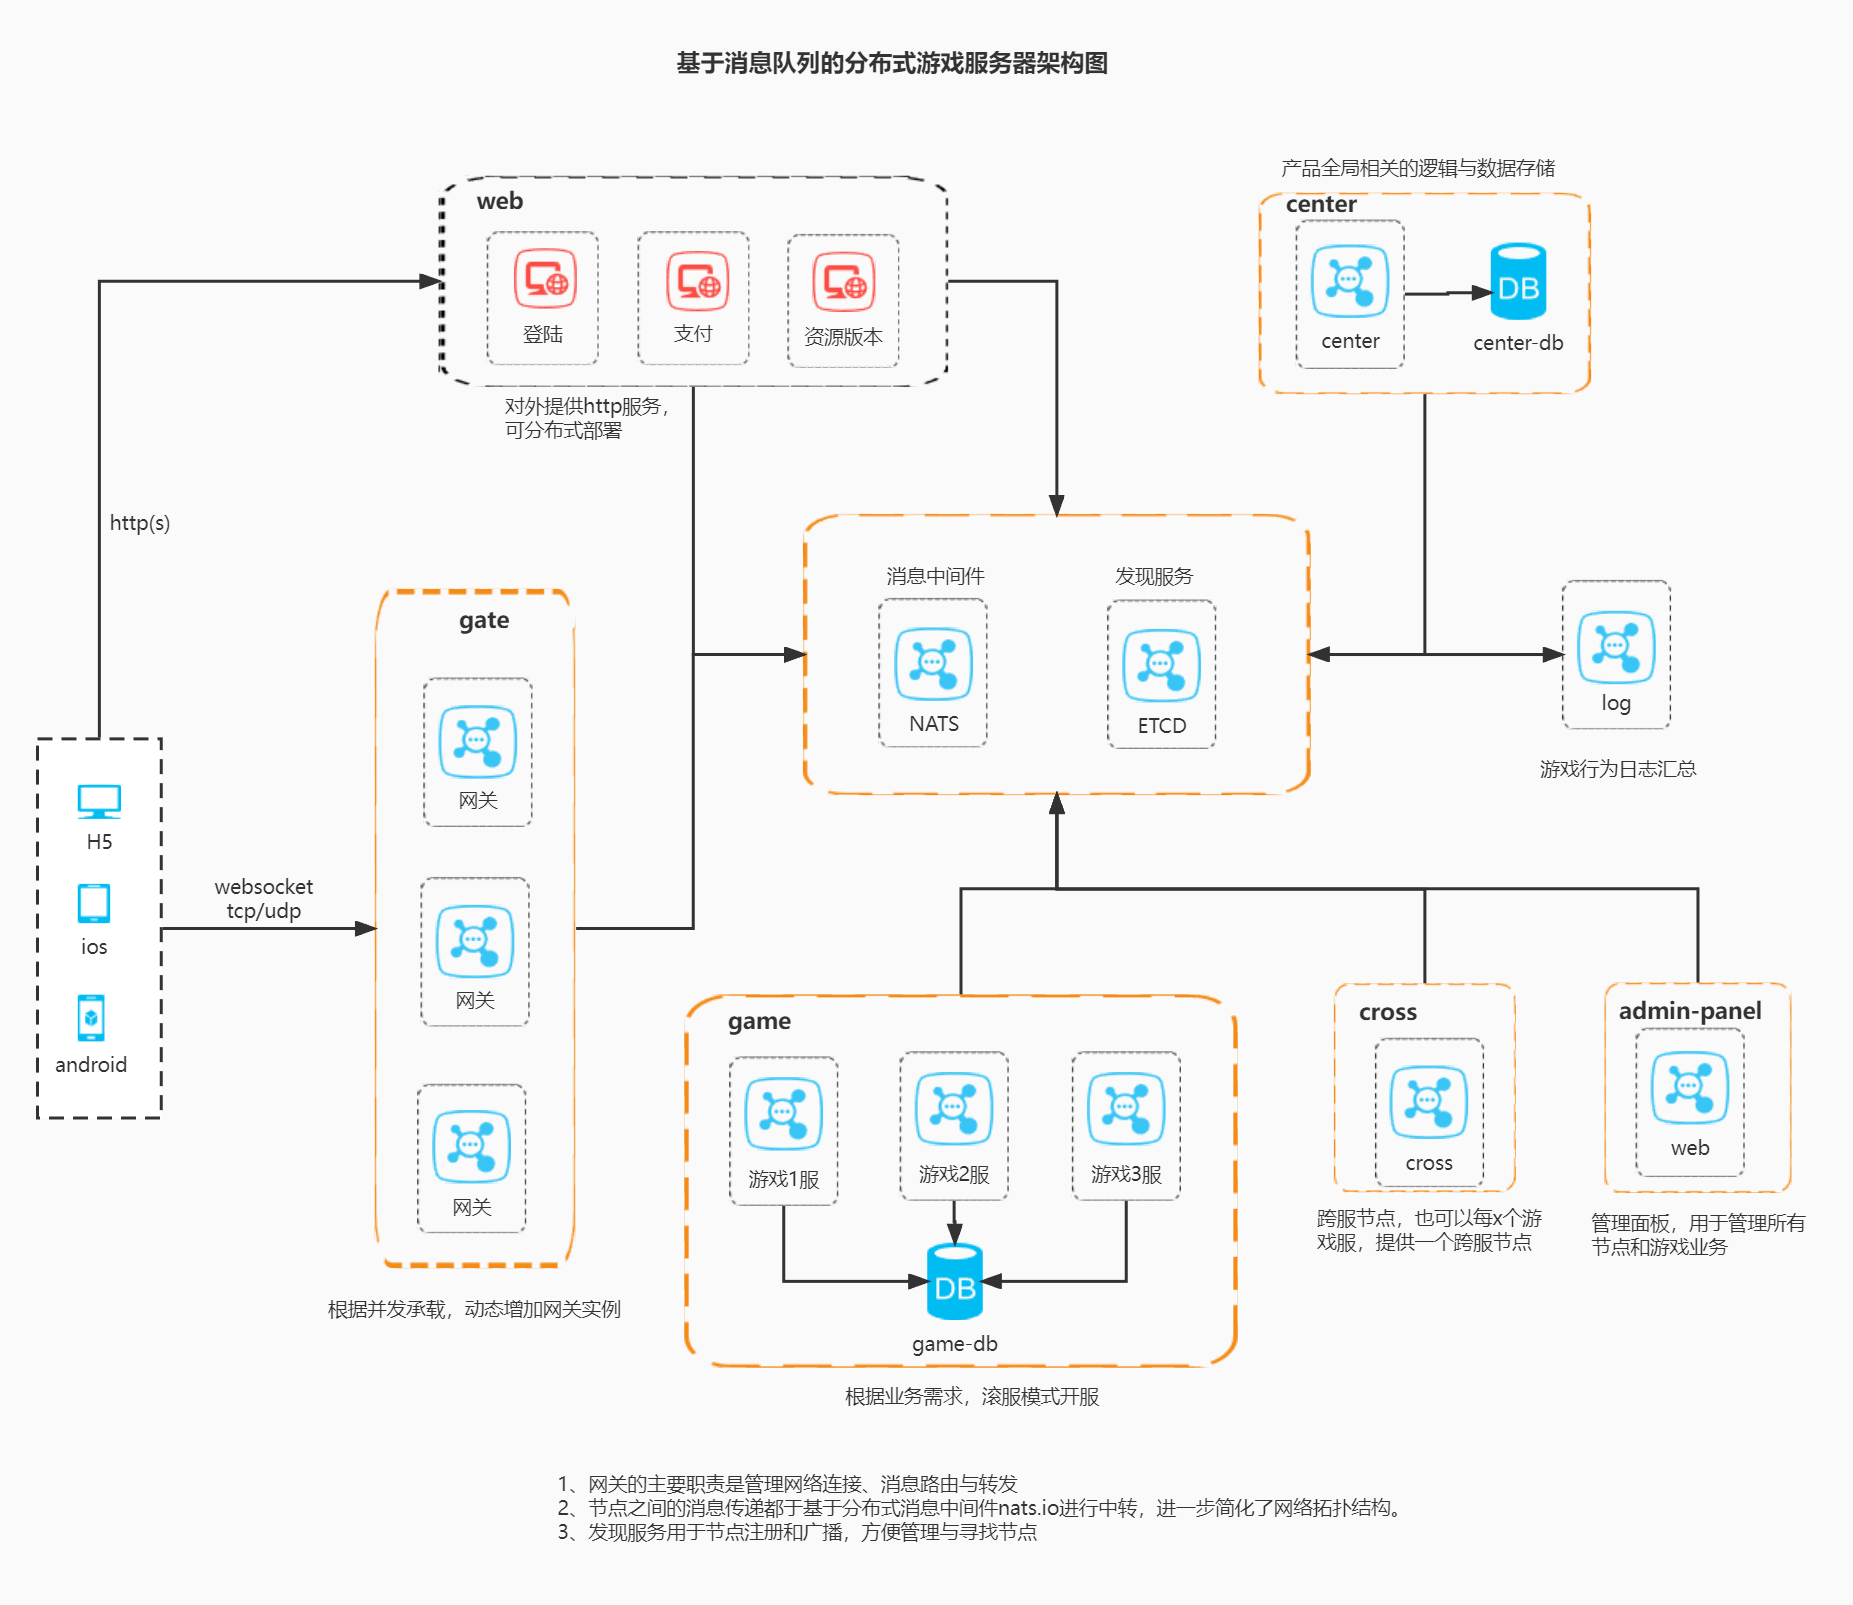 基于消息队列的分布式游戏服务器架构图
web
登陆
支付
资源版本
对外提供http服务，
可分布式部署
产品全局相关的逻辑与数据存储
center
center
DB
center-db
http(s)
消息中间件
NATS
发现服务
ETCD
log
游戏行为日志汇总
gate
网关
网关
网关
根据并发承载，动态增加网关实例
H5
ios
android
websocket
tcp/udp
game
游戏1服
游戏2服
游戏3服
DB
game-db
根据业务需求，滚服模式开服
cross
cross
跨服节点，也可以每x个游
戏服，提供一个跨服节点
admin-panel
web
管理面板，用于管理所有
节点和游戏业务
1、网关的主要职责是管理网络连接、消息路由与转发
2、节点之间的消息传递都于基于分布式消息中间件nats.io进行中转，进一步简化了网络拓扑结构。
3、发现服务用于节点注册和广播，方便管理与寻找节点